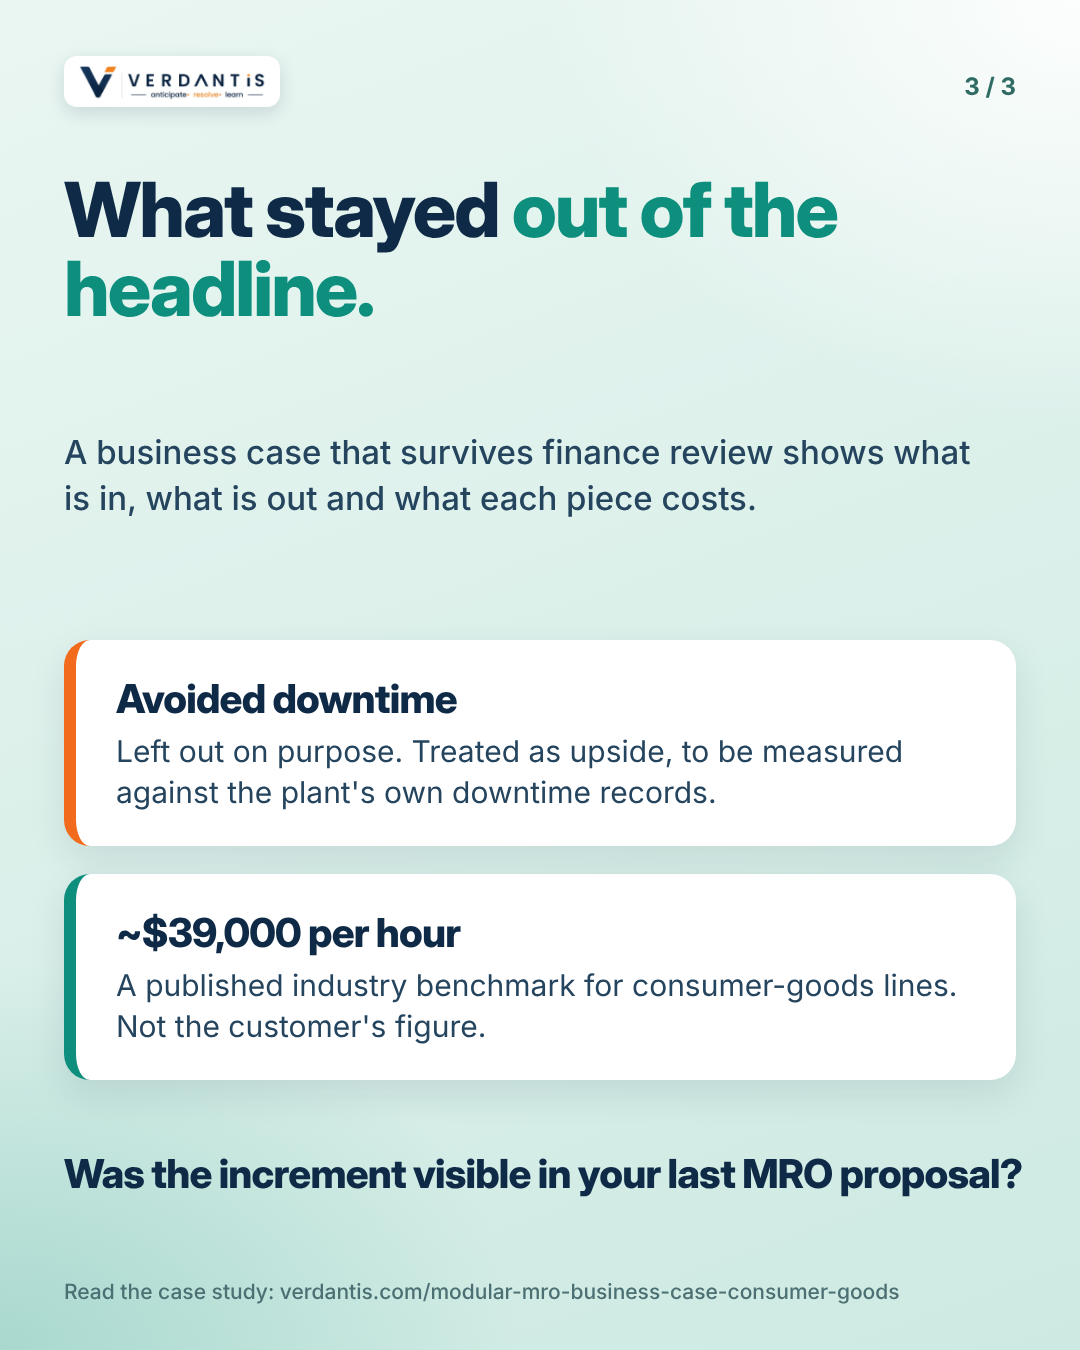 VERDANTIS
anticipate• resolve• learn
3 / 3
What stayed out of the
headline.
A business case that survives finance review shows what
is in, what is out and what each piece costs.
Avoided downtime
Left out on purpose. Treated as upside, to be measured
against the plant's own downtime records.
~$39,000 per hour
A published industry benchmark for consumer-goods lines.
Not the customer's figure.
Was the increment visible in your last MRO proposal?
Read the case study: verdantis.com/modular-mro-business-case-consumer-goods